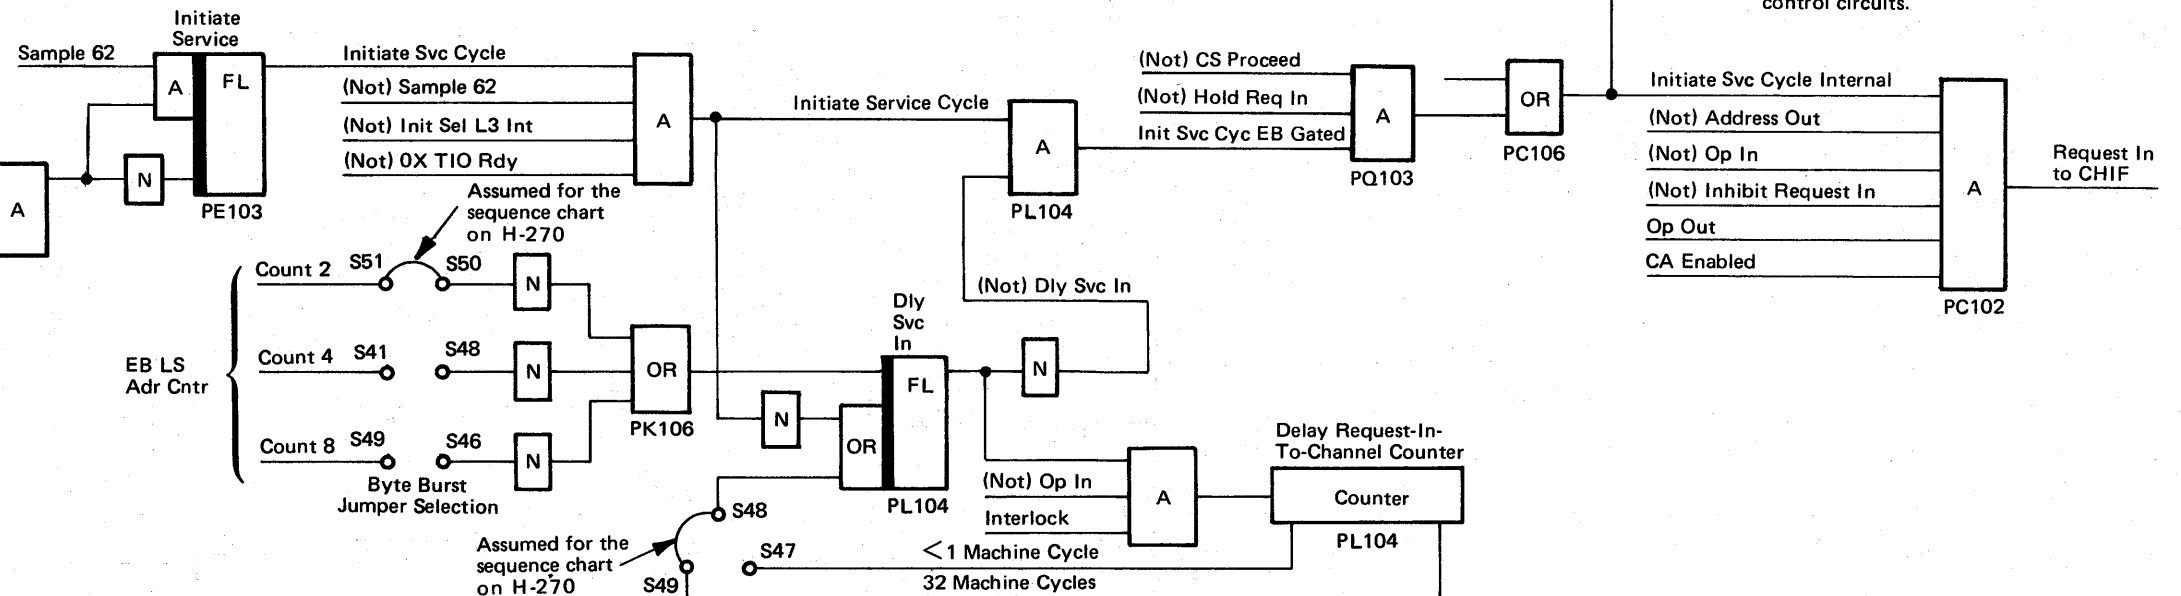 control circuits.
Initiate
Service
Sample 62
A
FL
PE103
N
A
Initiate Svc Cycle
(Not) Sample 62
(Not) Init Sel L3 Int
(Not) 0X TIO Rdy
A
Assumed for the
sequence chart
on H-270
Initiate Service Cycle
A
PL104
(Not) CS Proceed
(Not) Hold Req In
Init Svc Cyc EB Gated
A
PQ103
OR
PC106
Initiate Svc Cycle Internal
(Not) Address Out
(Not) Op In
(Not) Inhibit Request In
Op Out
CA Enabled
A
PC102
Request In
to CHIF
EB LS
Adr Cntr
Count 2
S51
S50
N
Count 4
S41
S48
N
Count 8
S49
S46
N
Byte Burst
Jumper Selection
OR
PK106
N
Dly
Svc
In
FL
OR
PL104
(Not) Dly Svc In
N
(Not) Op In
Interlock
A
Delay Request-In-
To-Channel Counter
Counter
PL104
Assumed for the
sequence chart
on H-270
S48
S49
S47
<1 Machine Cycle
32 Machine Cycles